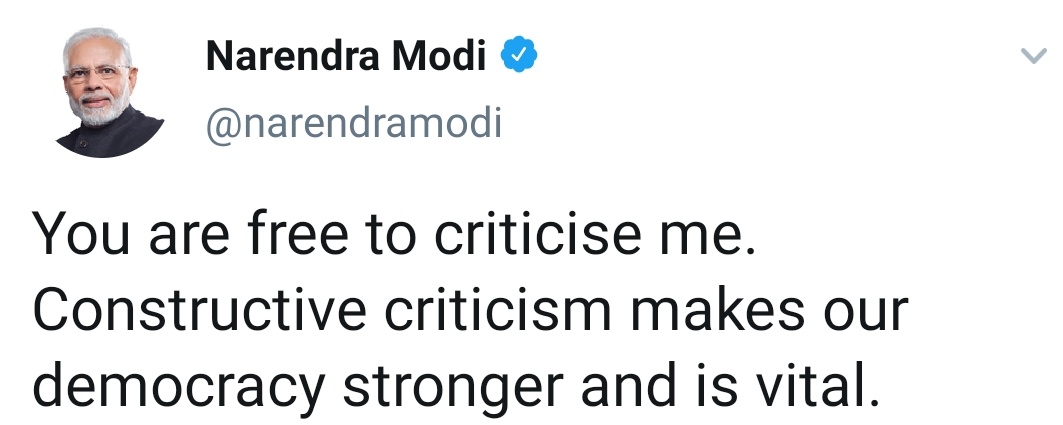 Narendra Modi
@narendramodi
You are free to criticise me.
Constructive criticism makes our
democracy stronger and is vital.